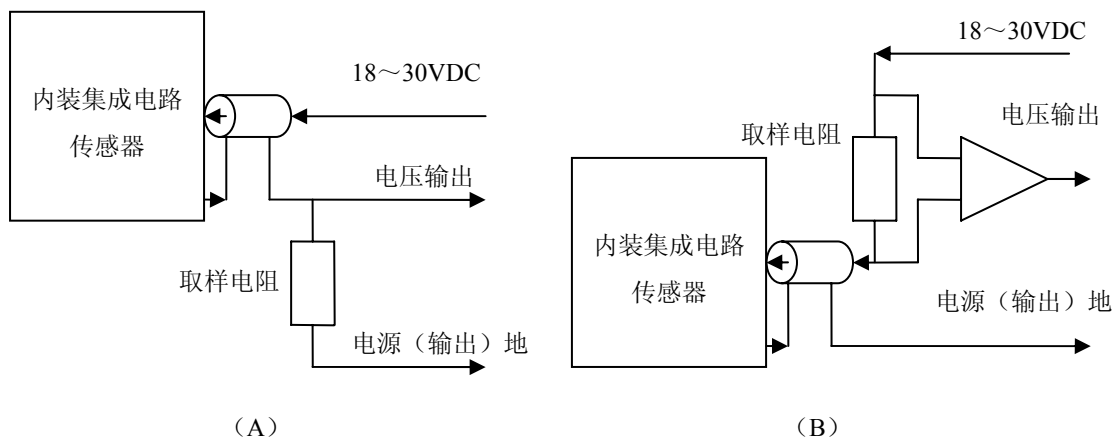 18～30VDC
内装集成电路
传感器
电压输出
取样电阻
电源（输出）地
（A）
18～30VDC
电压输出
取样电阻
内装集成电路
传感器
电源（输出）地
（B）